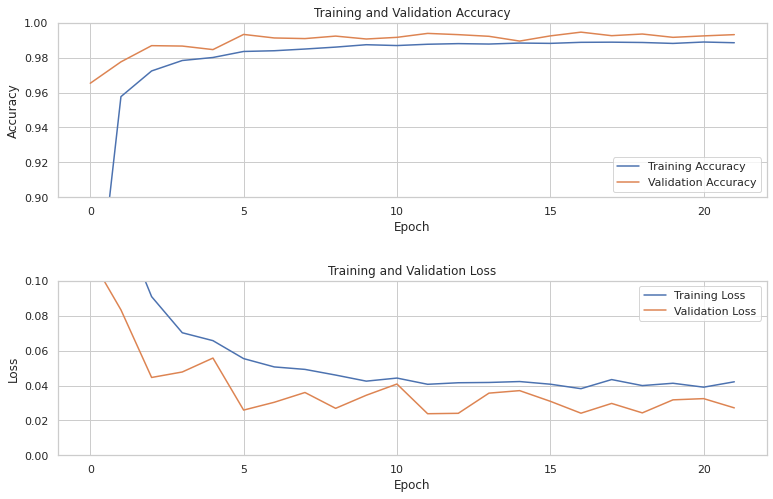 Training and Validation Accuracy
1.00
0.98
0.96
0.94
0.92
0.90
Accuracy
Training Accuracy
Validation Accuracy
0 5 10 15 20
Epoch
Training and Validation Loss
0.10
0.08
0.06
0.04
0.02
0.00
Loss
Training Loss
Validation Loss
0 5 10 15 20
Epoch